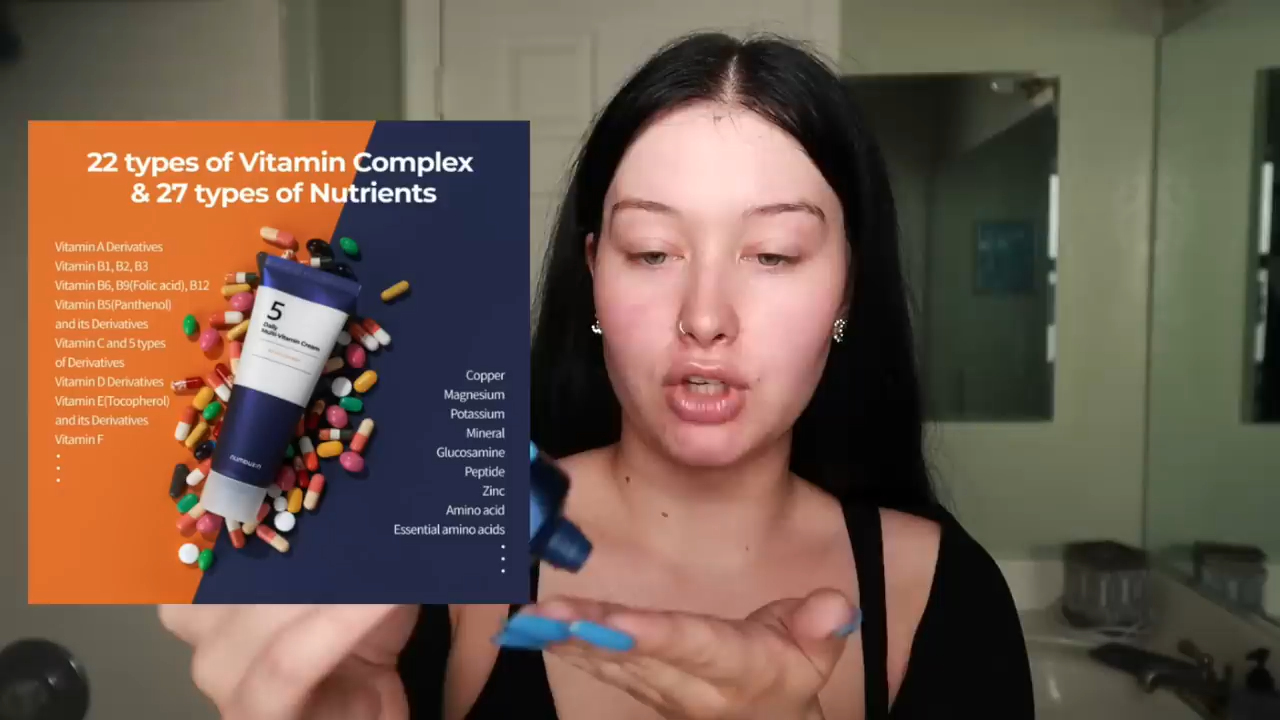 22 types of Vitamin Complex
& 27 types of Nutrients
Vitamin A Derivatives
Vitamin B1, B2, B3
Vitamin B6, B9(Folic acid), B12
Vitamin B5(Panthenol)
and its Derivatives
Vitamin C and 5 types
of Derivatives
Vitamin D Derivatives
Vitamin E(Tocopherol)
and its Derivatives
Vitamin F
5
Daily
Multi-Vitamin Cream
numbuzin
Copper
Magnesium
Potassium
Mineral
Glucosamine
Peptide
Zinc
Amino acid
Essential amino acids